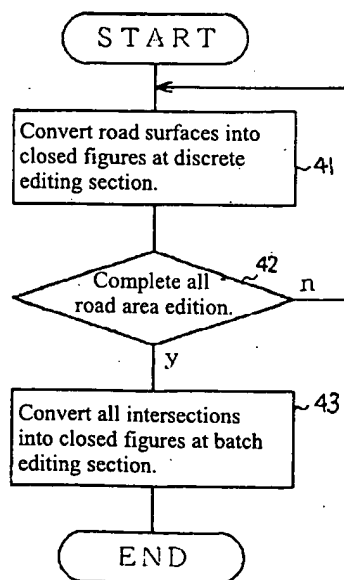 START
Convert road surfaces into
closed figures at discrete
editing section.
41
42
Complete all
road area edition.
n
y
Convert all intersections
into closed figures at batch
editing section.
43
END